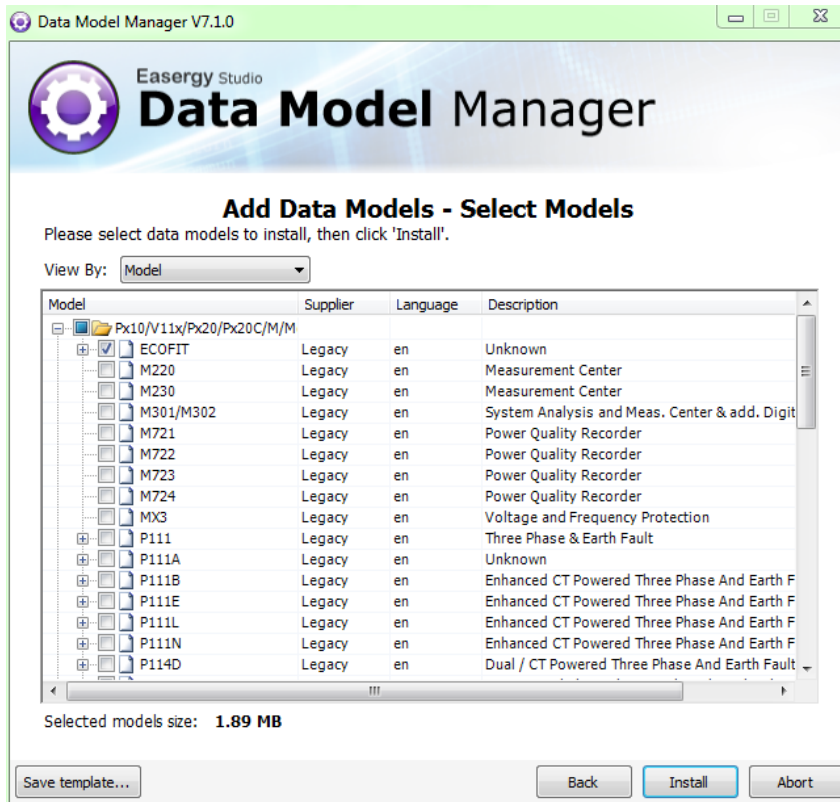 Data Model Manager V7.1.0
Easergy Studio
Data Model Manager
Add Data Models - Select Models
Please select data models to install, then click 'Install'.
View By: Model
Model Supplier Language Description
Px10/V11x/Px20/Px20C/M/M
ECOFIT Legacy en Unknown
M220 Legacy en Measurement Center
M230 Legacy en Measurement Center
M301/M302 Legacy en System Analysis and Meas. Center & add. Digit
M721 Legacy en Power Quality Recorder
M722 Legacy en Power Quality Recorder
M723 Legacy en Power Quality Recorder
M724 Legacy en Power Quality Recorder
MX3 Legacy en Voltage and Frequency Protection
P111 Legacy en Three Phase & Earth Fault
P111A Legacy en Unknown
P111B Legacy en Enhanced CT Powered Three Phase And Earth F
P111E Legacy en Enhanced CT Powered Three Phase And Earth F
P111L Legacy en Enhanced CT Powered Three Phase And Earth F
P111N Legacy en Enhanced CT Powered Three Phase And Earth F
P114D Legacy en Dual / CT Powered Three Phase And Earth Fault
Selected models size: 1.89 MB
Save template... Back Install Abort